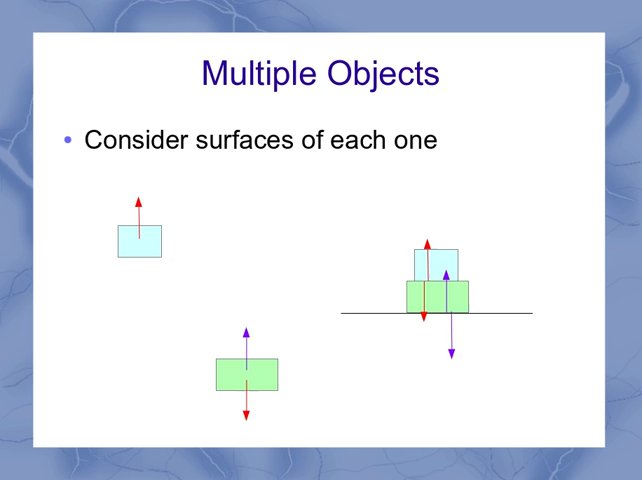 Multiple Objects
• Consider surfaces of each one